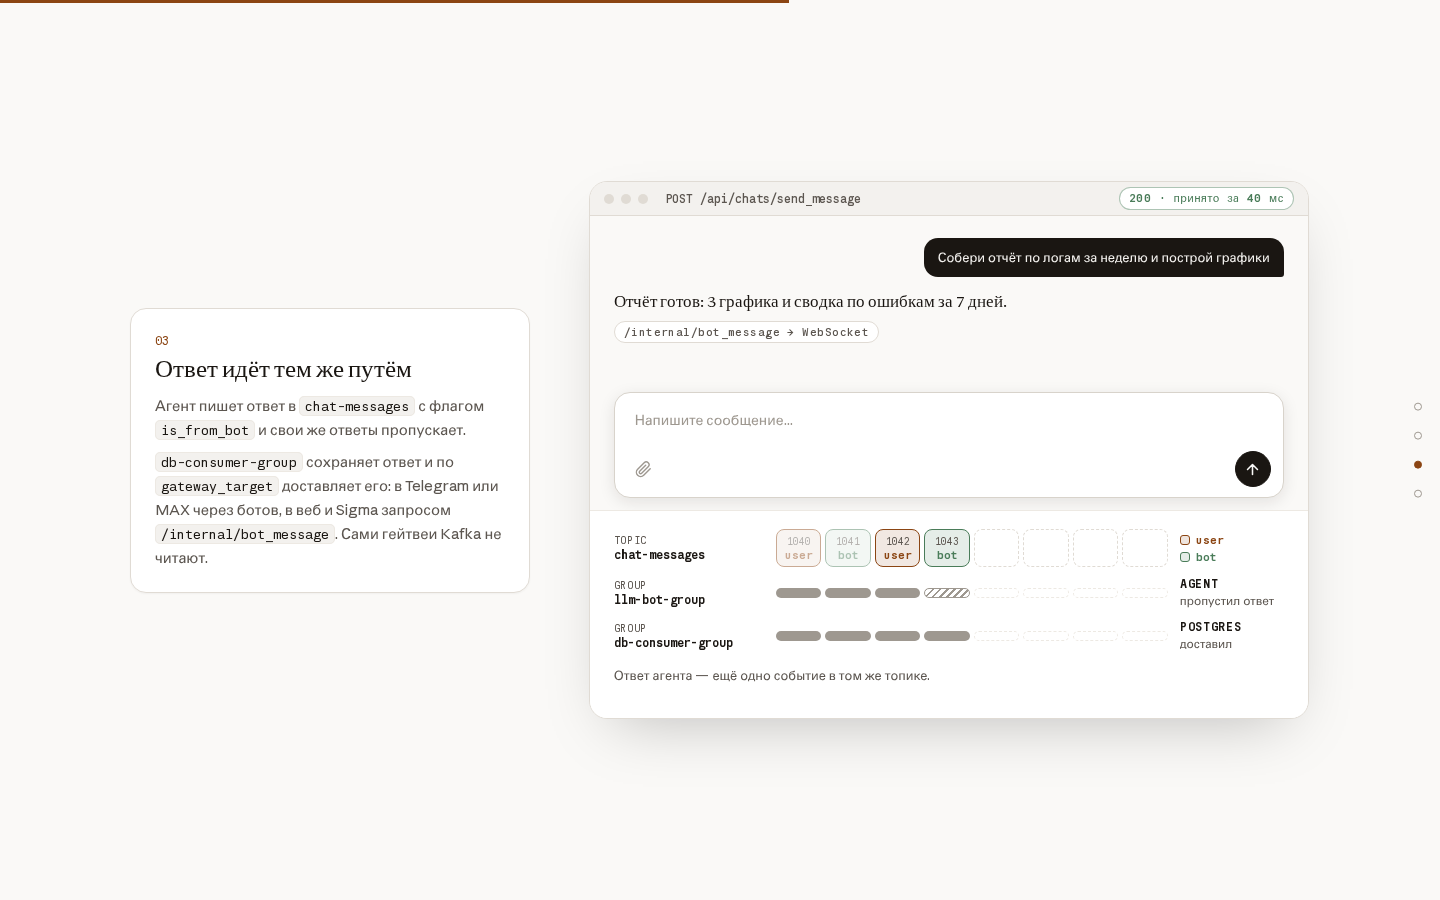 03
Ответ идёт тем же путём
Агент пишет ответ в chat-messages с флагом
is_from_bot и свои же ответы пропускает.
db-consumer-group сохраняет ответ и по
gateway_target доставляет его: в Telegram или
MAX через ботов, в веб и Sigma запросом
/internal/bot_message. Сами гейтвеи Kafka не
читают.
POST /api/chats/send_message
200 · принято за 40 мс
Собери отчёт по логам за неделю и построй графики
Отчёт готов: 3 графика и сводка по ошибкам за 7 дней.
/internal/bot_message → WebSocket
Напишите сообщение…
TOPIC
chat-messages
1040 user
1041 bot
1042 user
1043 bot
user
bot
GROUP
llm-bot-group
AGENT
пропустил ответ
GROUP
db-consumer-group
POSTGRES
доставил
Ответ агента — ещё одно событие в том же топике.